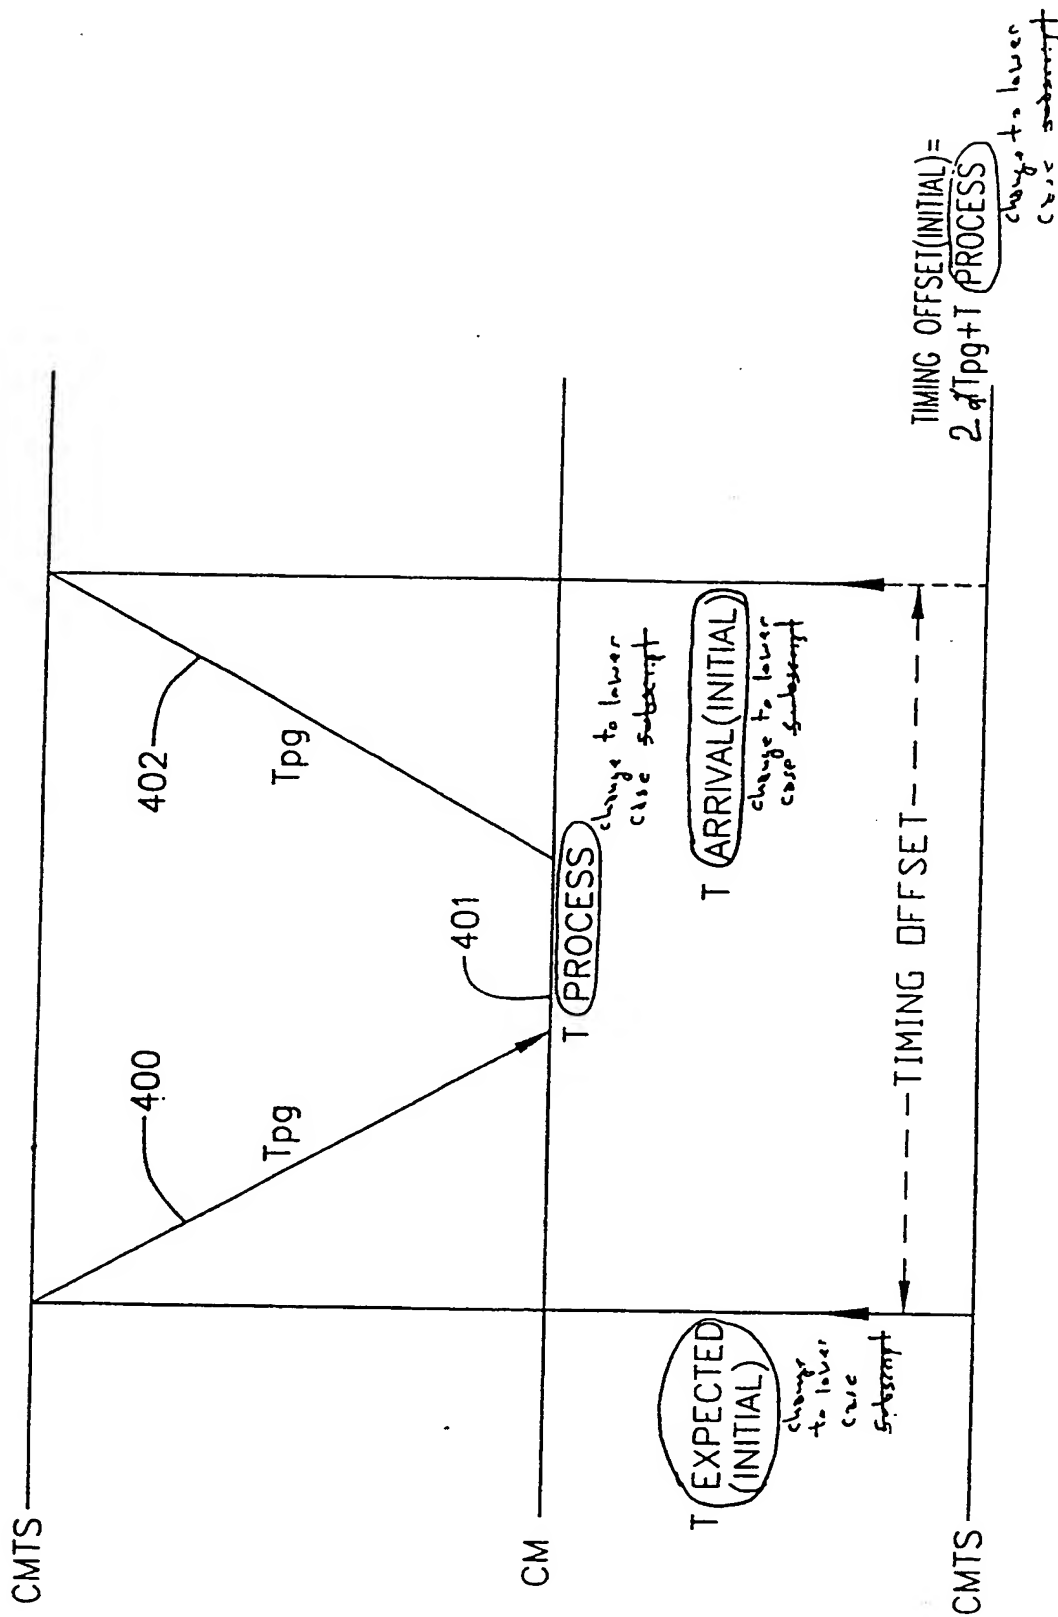 CMTS
CM
CMTS
400
Tpg
401
402
Tpg
T PROCESS
change to lower
case subscript
T EXPECTED
(INITIAL)
change
to lower
case
subscript
T ARRIVAL(INITIAL)
change to lower
case subscript
TIMING OFFSET
TIMING OFFSET(INITIAL)=
Tpg+T PROCESS
change to lower
case subscript